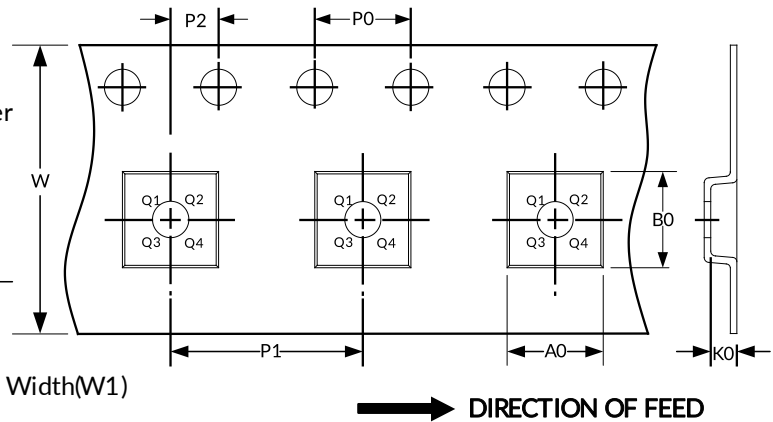 P2
P0
er
W
Q1 Q2
Q3 Q4
Q1 Q2
Q3 Q4
Q1 Q2
Q3 Q4
B0
P1
A0
K0
Width(W1)
DIRECTION OF FEED